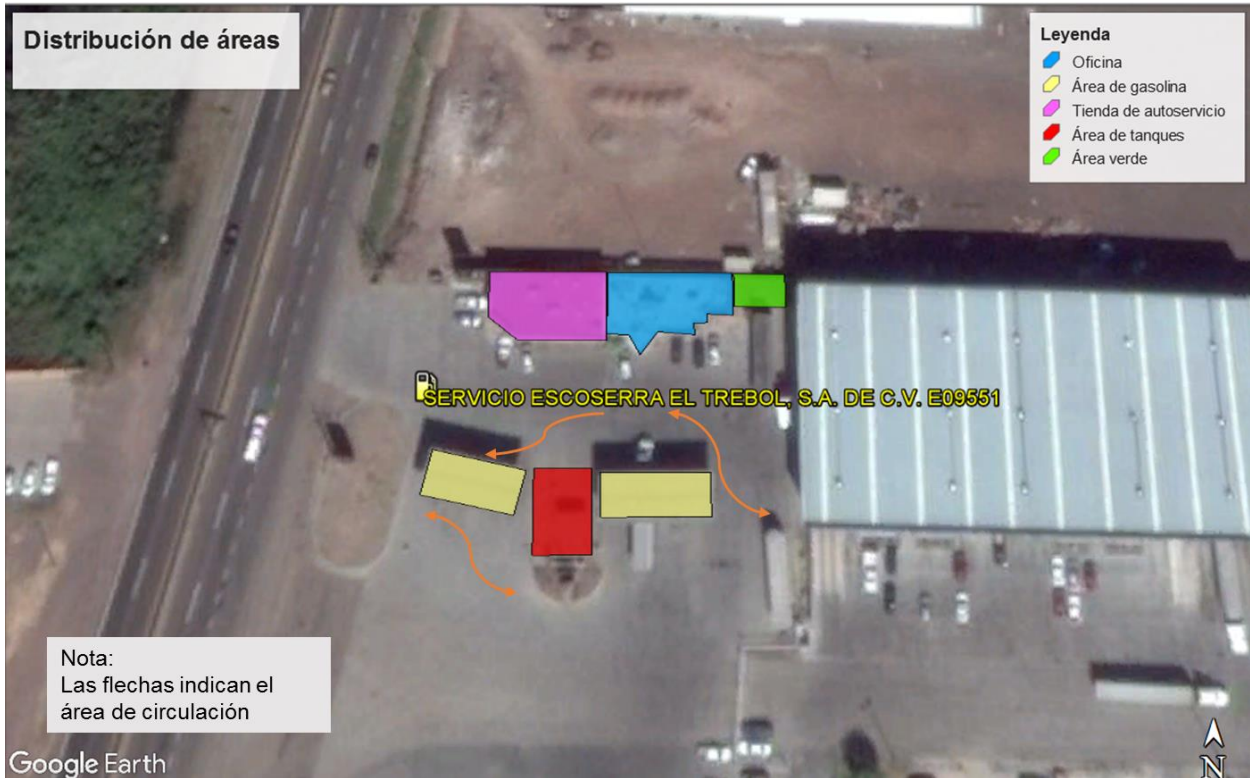 Distribución de áreas
Leyenda
Oficina
Área de gasolina
Tienda de autoservicio
Área de tanques
Área verde
SERVICIO ESCOSERRA EL TREBOL, S.A. DE C.V. E09551
Nota:
Las flechas indican el
área de circulación
Google Earth
N